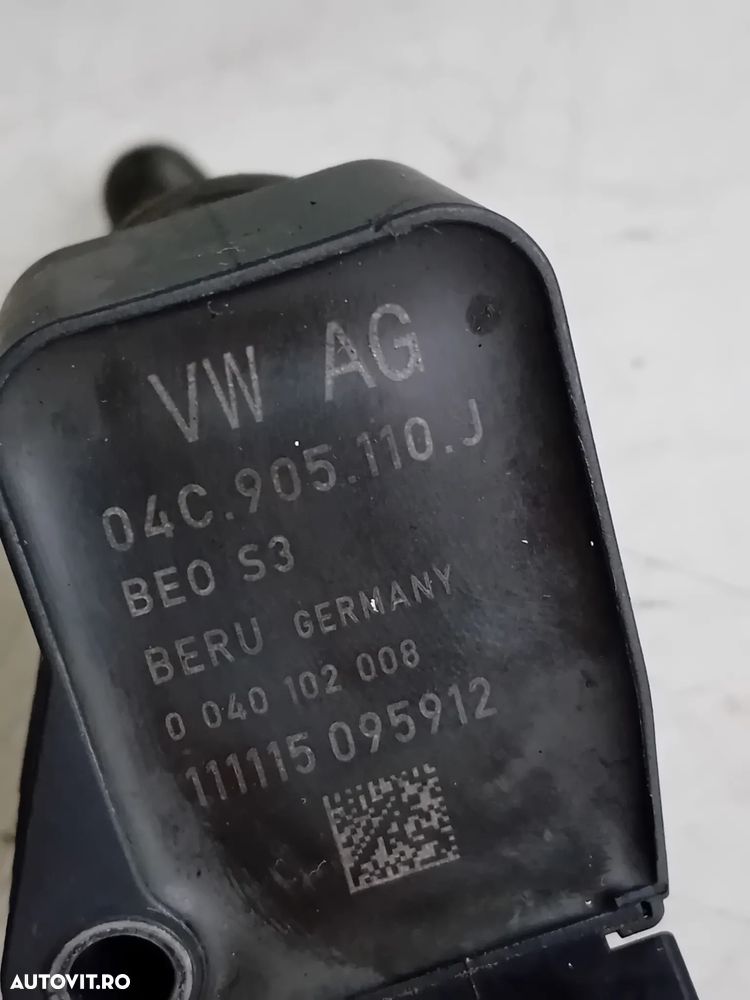 VW AG
04C.905.110.J
BEO S3
BERU GERMANY
0 040 102 008
111115 095912
AUTOVIT.RO